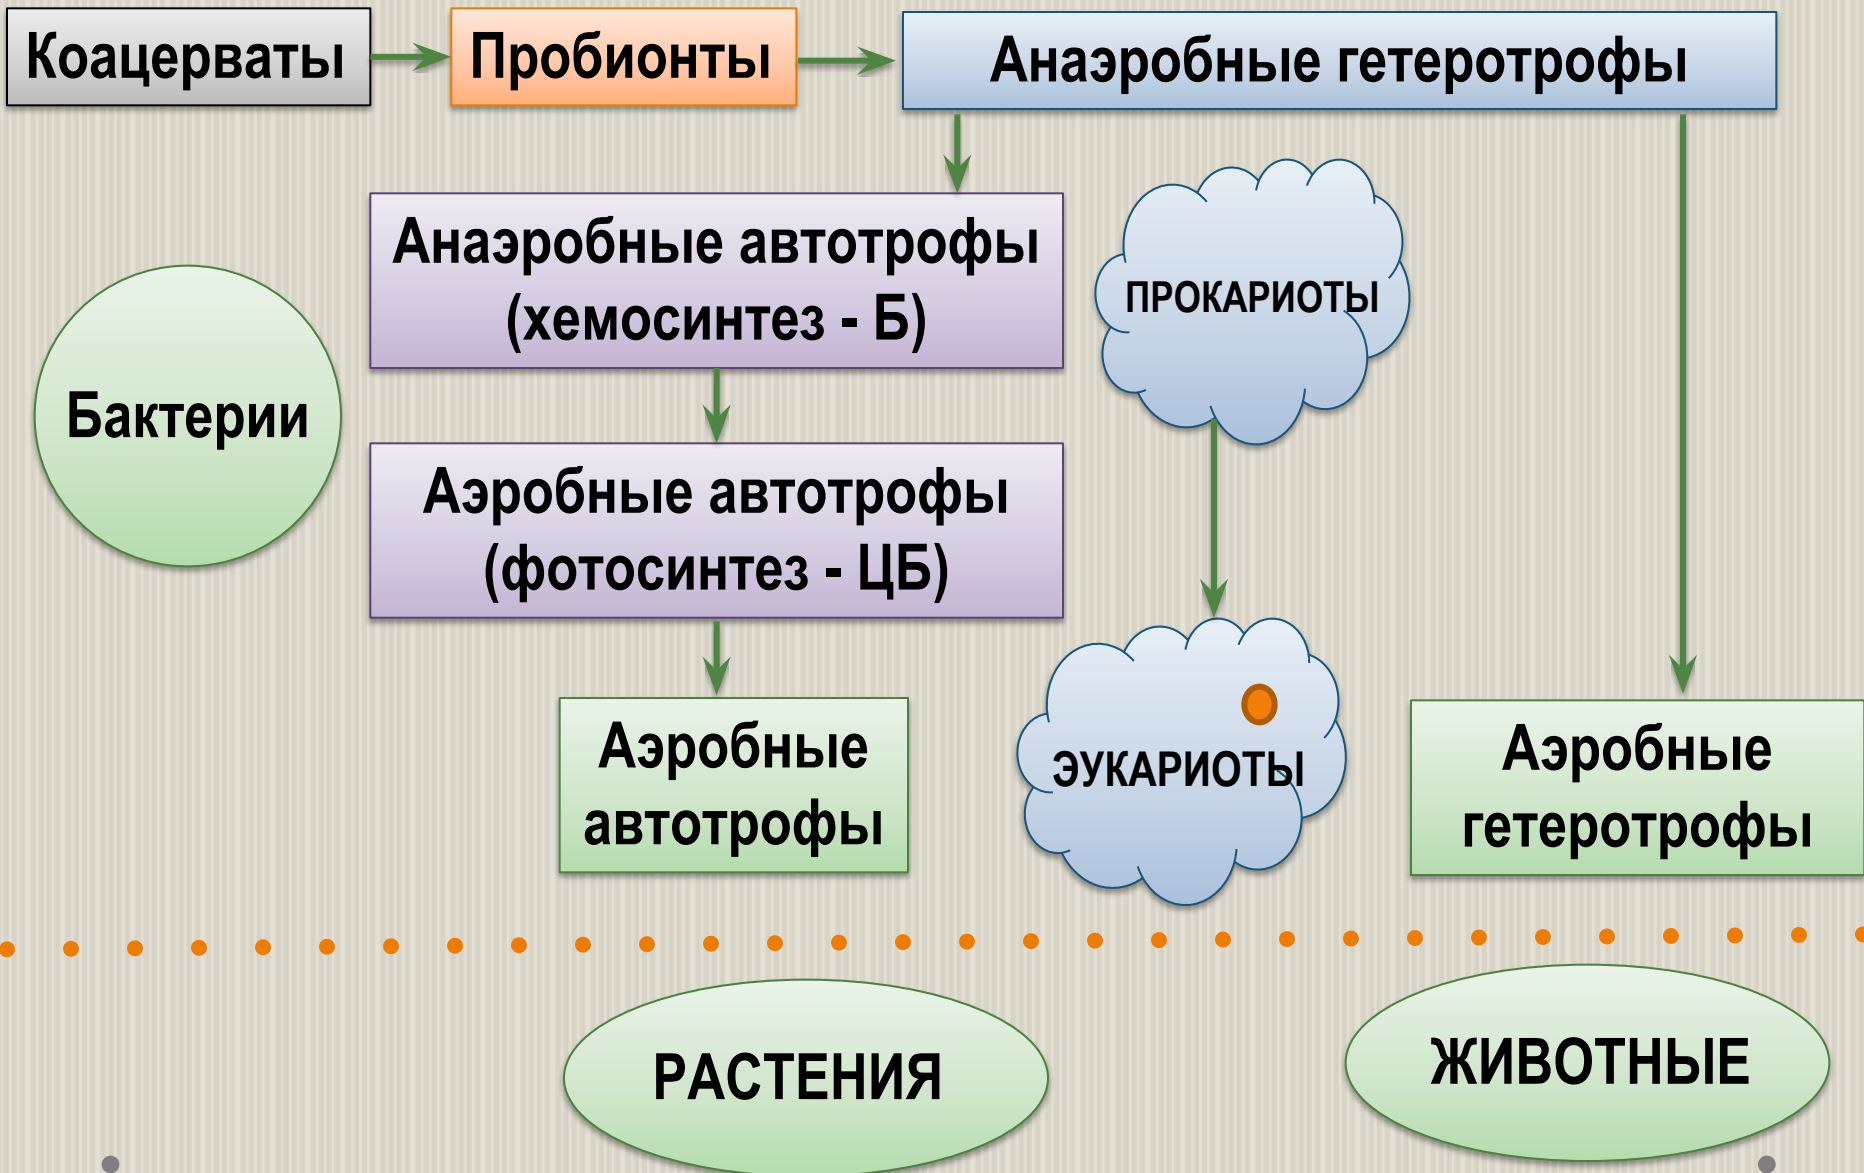 Коацерваты
Пробионты
Анаэробные гетеротрофы
Анаэробные автотрофы
(хемосинтез - Б)
ПРОКАРИОТЫ
Бактерии
Аэробные автотрофы
(фотосинтез - ЦБ)
Аэробные
автотрофы
ЭУКАРИОТЫ
Аэробные
гетеротрофы
РАСТЕНИЯ
ЖИВОТНЫЕ